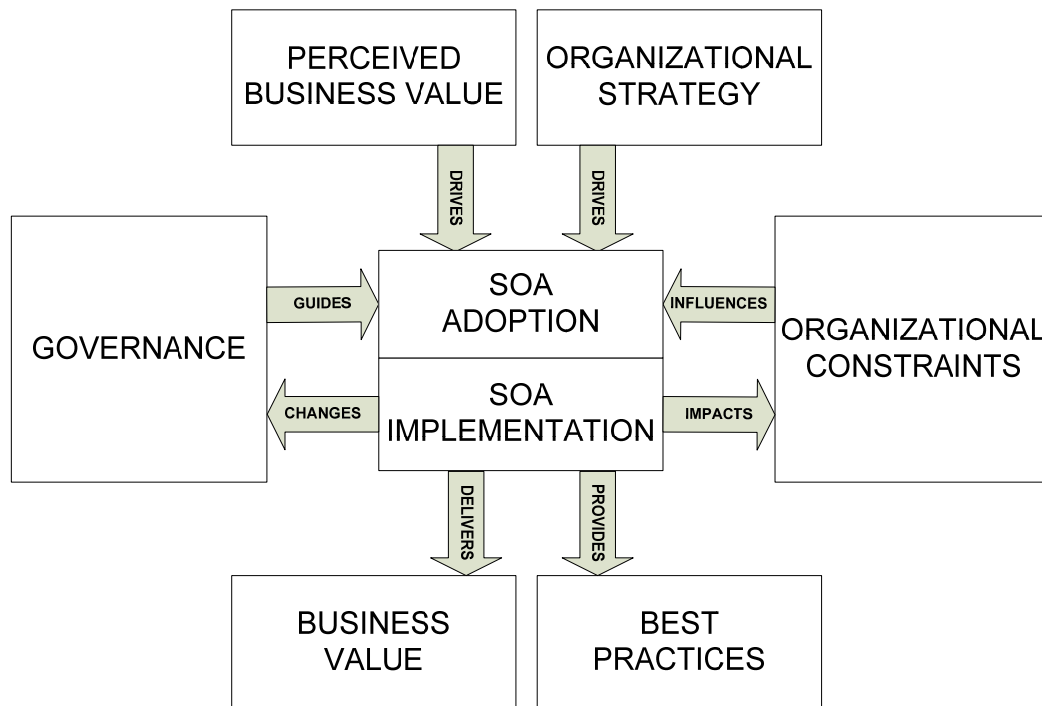 PERCEIVED
BUSINESS VALUE
ORGANIZATIONAL
STRATEGY
DRIVES
DRIVES
GOVERNANCE
GUIDES
SOA
ADOPTION
INFLUENCES
ORGANIZATIONAL
CONSTRAINTS
CHANGES
SOA
IMPLEMENTATION
IMPACTS
DELIVERS
PROVIDES
BUSINESS
VALUE
BEST
PRACTICES